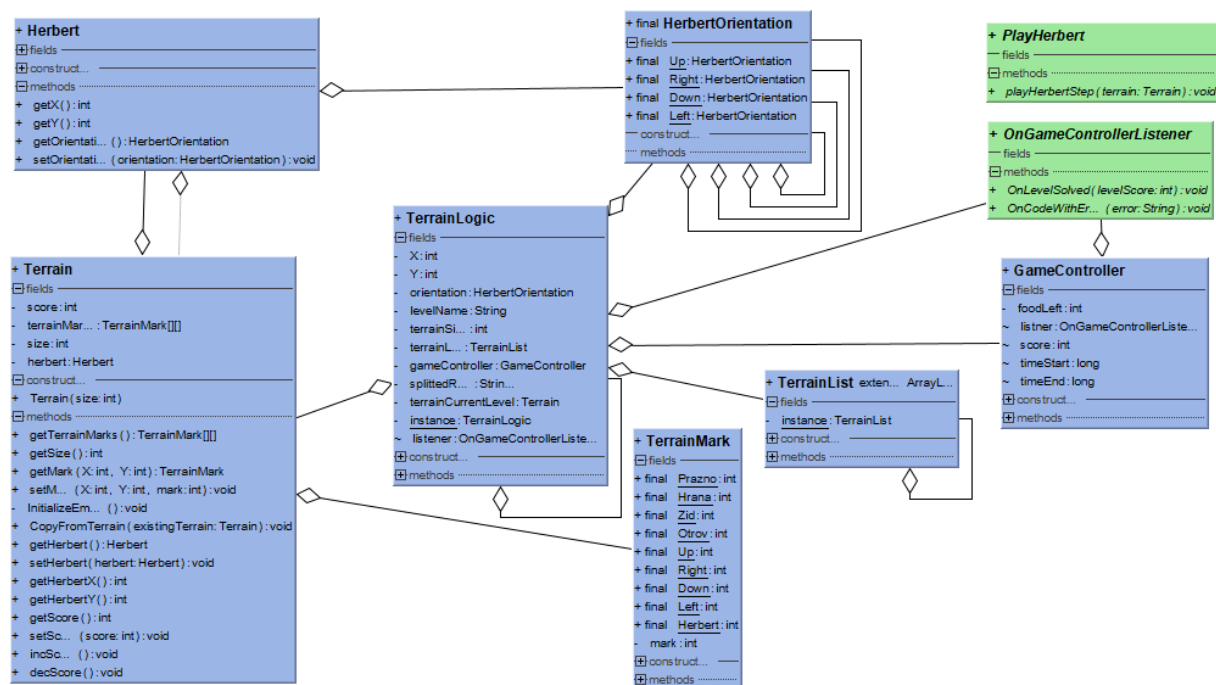 + Herbert
fields
construct...
methods
+ getX(): int
+ getY(): int
+ getOrientati... (): HerbertOrientation
+ setOrientati... (orientation: HerbertOrientation): void
+ final HerbertOrientation
fields
+ final Up: HerbertOrientation
+ final Right: HerbertOrientation
+ final Down: HerbertOrientation
+ final Left: HerbertOrientation
construct...
methods
+ PlayHerbert
fields
methods
+ playHerbertStep(terrain: Terrain): void
+ OnGameControllerListener
fields
methods
+ OnLevelSolved(levelScore: int): void
+ OnCodeWithEr... (error: String): void
+ Terrain
fields
- score: int
- terrainMar... : TerrainMark[][]
- size: int
- herbert: Herbert
construct...
+ Terrain(size: int)
methods
+ getTerrainMarks(): TerrainMark[][]
+ getSize(): int
+ getMark(X: int, Y: int): TerrainMark
+ setM... (X: int, Y: int, mark: int): void
- InitializeEm... (): void
+ CopyFromTerrain(existingTerrain: Terrain): void
+ getHerbert(): Herbert
+ setHerbert(herbert: Herbert): void
+ getHerbertX(): int
+ getHerbertY(): int
+ getScore(): int
+ setSc... (score: int): void
+ incSc... (): void
+ decScore(): void
+ TerrainLogic
fields
- X: int
- Y: int
- orientation: HerbertOrientation
- levelName: String
- terrainSi... : int
- terrainL... : TerrainList
- gameController: GameController
- splittedR... : Strin...
- terrainCurrentLevel: Terrain
- instance: TerrainLogic
~ listener: OnGameControllerListe...
construct...
methods
+ GameController
fields
- foodLeft: int
~ listner: OnGameControllerListe...
~ score: int
~ timeStart: long
~ timeEnd: long
construct...
methods
+ TerrainList exten... ArrayL...
fields
- instance: TerrainList
construct...
methods
+ TerrainMark
fields
+ final Prazno: int
+ final Hrana: int
+ final Zid: int
+ final Otrov: int
+ final Up: int
+ final Right: int
+ final Down: int
+ final Left: int
+ final Herbert: int
- mark: int
construct...
methods